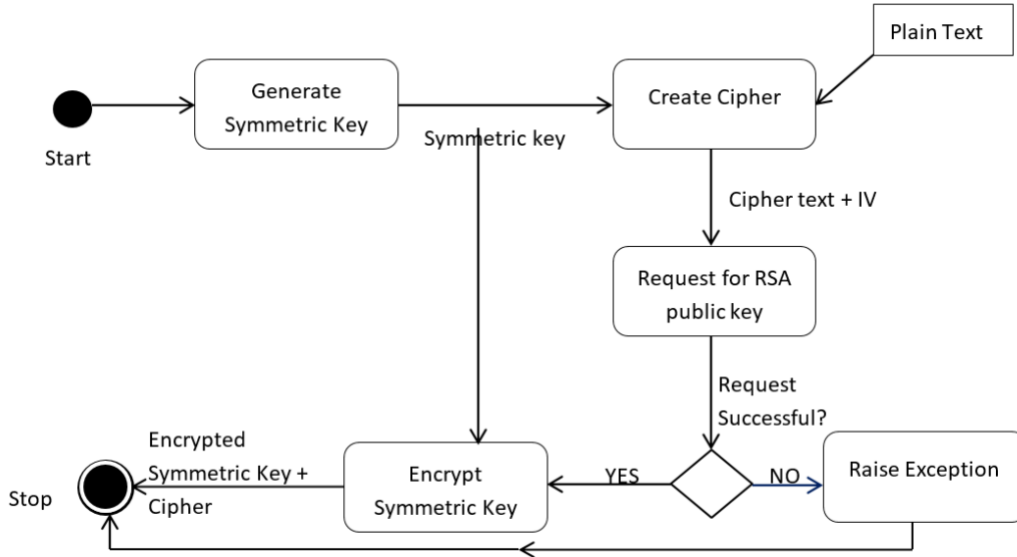 Plain Text
Generate
Symmetric Key
Create Cipher
Symmetric key
Start
Cipher text + IV
Request for RSA
public key
Request
Successful?
Encrypted
Symmetric Key +
Cipher
Stop
Encrypt
Symmetric Key
YES
NO
Raise Exception